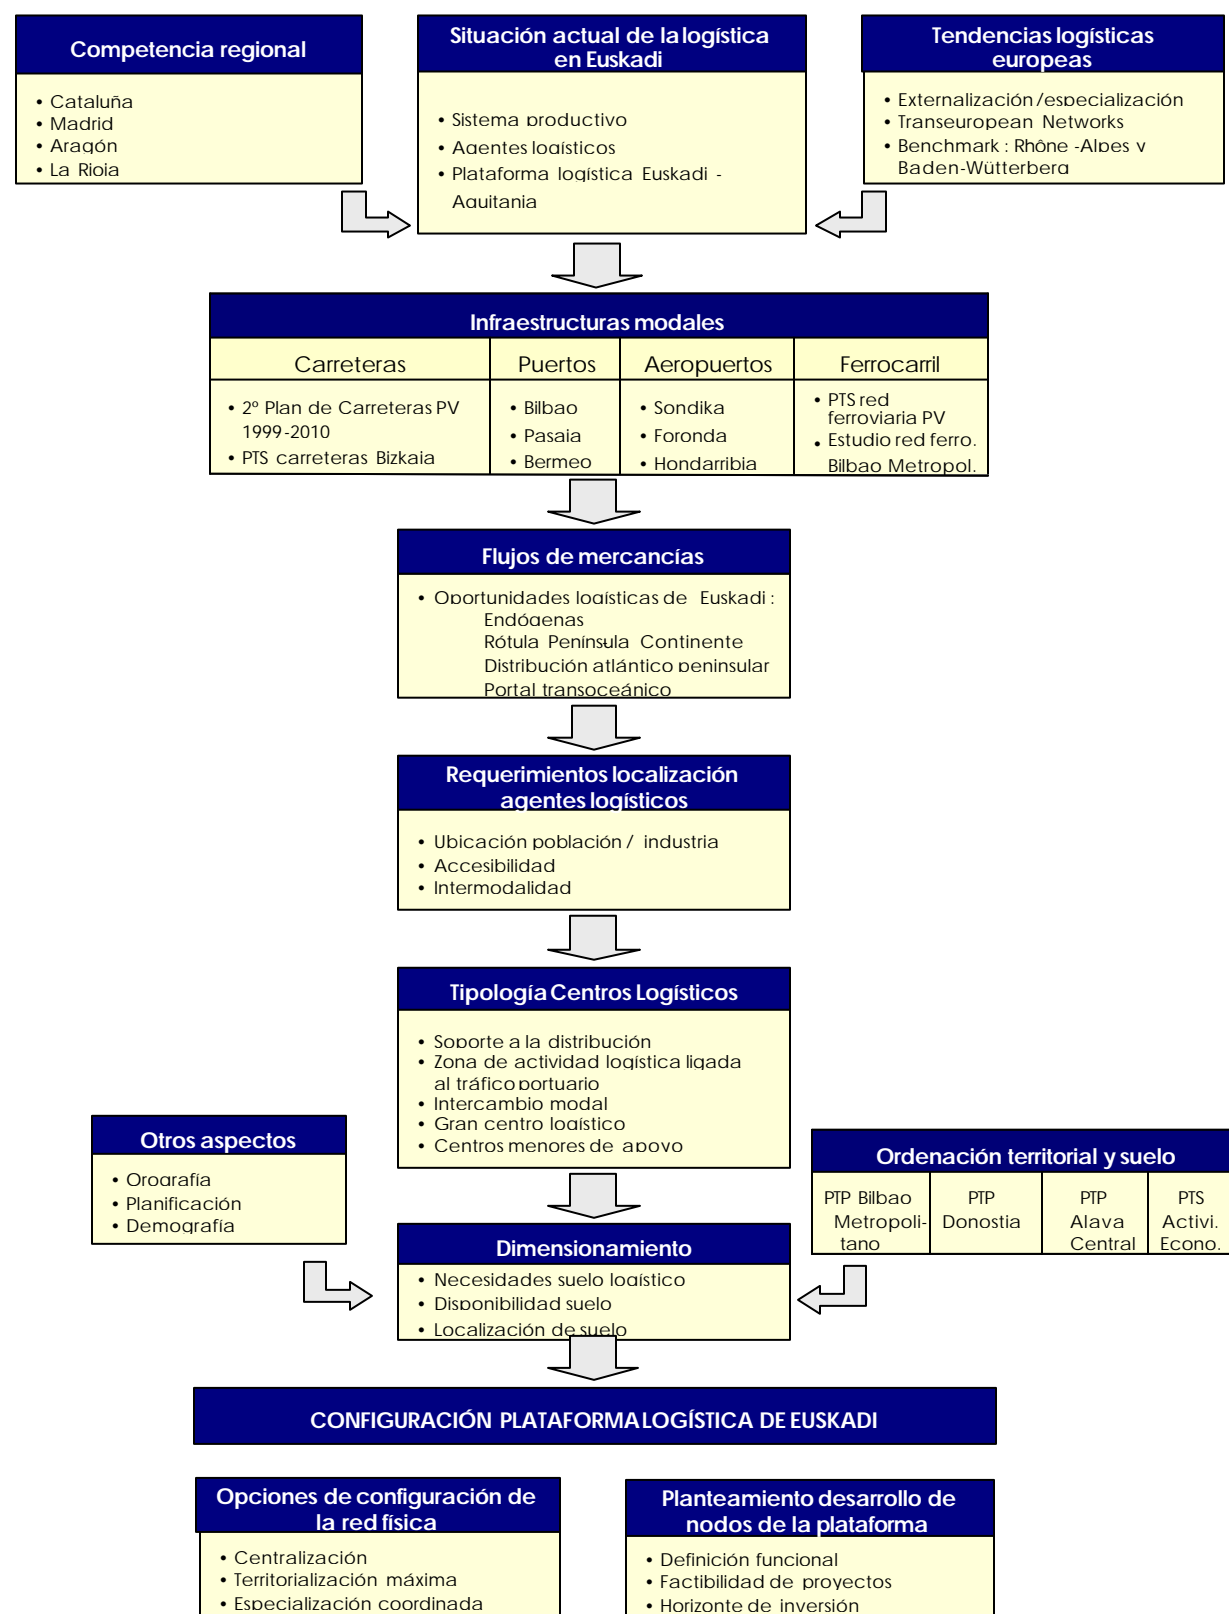 Competencia regional
• Cataluña
• Madrid
• Aragón
• La Rioja
Situación actual de la logística
en Euskadi
• Sistema productivo
• Agentes logísticos
• Plataforma logística Euskadi -
Aquitania
Tendencias logísticas
europeas
• Externalización/especialización
• Transeuropean Networks
• Benchmark : Rhône -Alpes y
Baden-Wütterberg
Infraestructuras modales
Carreteras
• 2º Plan de Carreteras PV
1999-2010
• PTS carreteras Bizkaia
Puertos
• Bilbao
• Pasaia
• Bermeo
Aeropuertos
• Sondika
• Foronda
• Hondarribia
Ferrocarril
• PTS red
ferroviaria PV
• Estudio red ferro.
Bilbao Metropol.
Flujos de mercancías
• Oportunidades logísticas de Euskadi :
Endógenas
Rótula Península Continente
Distribución atlántico peninsular
Portal transoceánico
Requerimientos localización
agentes logísticos
• Ubicación población / industria
• Accesibilidad
• Intermodalidad
Tipología Centros Logísticos
• Soporte a la distribución
• Zona de actividad logística ligada
al tráfico portuario
• Intercambio modal
• Gran centro logístico
• Centros menores de apoyo
Otros aspectos
• Orografía
• Planificación
• Demografía
Ordenación territorial y suelo
PTP Bilbao
Metropoli-
tano
PTP
Donostia
PTP
Alava
Central
PTS
Activi.
Econo.
Dimensionamiento
• Necesidades suelo logístico
• Disponibilidad suelo
• Localización de suelo
CONFIGURACIÓN PLATAFORMA LOGÍSTICA DE EUSKADI
Opciones de configuración de
la red física
• Centralización
• Territorialización máxima
• Especialización coordinada
Planteamiento desarrollo de
nodos de la plataforma
• Definición funcional
• Factibilidad de proyectos
• Horizonte de inversión